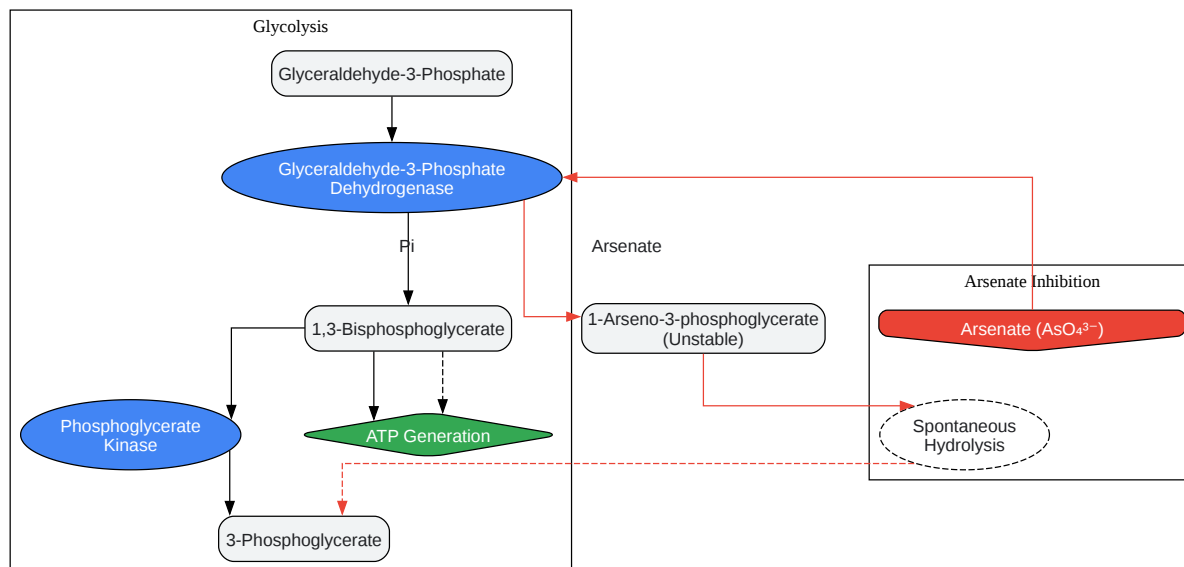 Glycolysis
Glyceraldehyde-3-Phosphate
Glyceraldehyde-3-Phosphate
Dehydrogenase
Pi
Arsenate
Arsenate Inhibition
1,3-Bisphosphoglycerate
1-Arseno-3-phosphoglycerate
(Unstable)
Arsenate (AsO₄³⁻)
Phosphoglycerate
Kinase
ATP Generation
Spontaneous
Hydrolysis
3-Phosphoglycerate